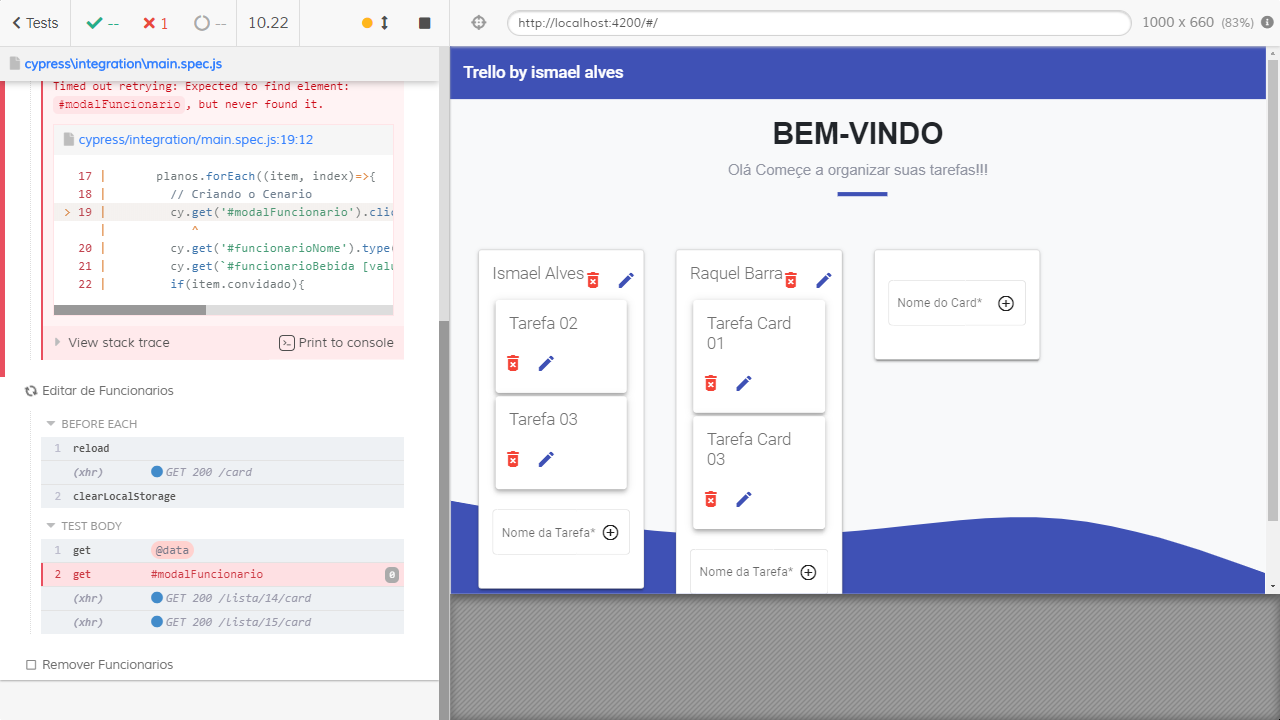 Tests
--
1
--
10.22
http://localhost:4200/#/
1000 x 660 (83%)
cypress\integration\main.spec.js
Timed out retrying: Expected to find element:
#modalFuncionario, but never found it.
cypress/integration/main.spec.js:19:12
17 | planos.forEach((item, index)=>{
18 | // Criando o Cenario
> 19 | cy.get('#modalFuncionario').clic
| ^
20 | cy.get('#funcionarioNome').type(
21 | cy.get(`#funcionarioBebida [valu
22 | if(item.convidado){
View stack trace
Print to console
Editar de Funcionarios
BEFORE EACH
1 reload
(xhr) GET 200 /card
2 clearLocalStorage
TEST BODY
1 get @data
2 get #modalFuncionario 0
(xhr) GET 200 /lista/14/card
(xhr) GET 200 /lista/15/card
Remover Funcionarios
Trello by ismael alves
BEM-VINDO
Olá Começe a organizar suas tarefas!!!
Ismael Alves
Tarefa 02
Tarefa 03
Nome da Tarefa*
Raquel Barra
Tarefa Card
01
Tarefa Card
03
Nome da Tarefa*
Nome do Card*